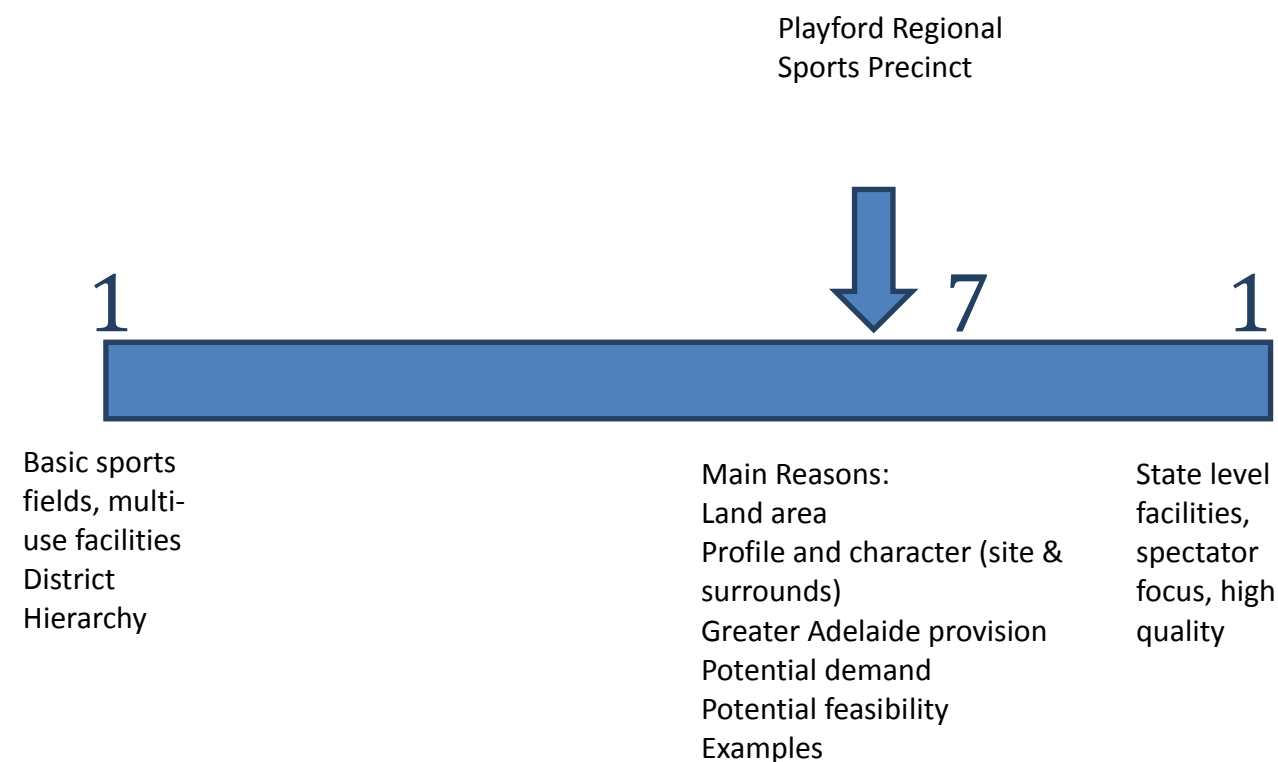 Playford Regional
Sports Precinct
1
7
1
Basic sports
fields, multi-
use facilities
District
Hierarchy
Main Reasons:
Land area
Profile and character (site &
surrounds)
Greater Adelaide provision
Potential demand
Potential feasibility
Examples
State level
facilities,
spectator
focus, high
quality